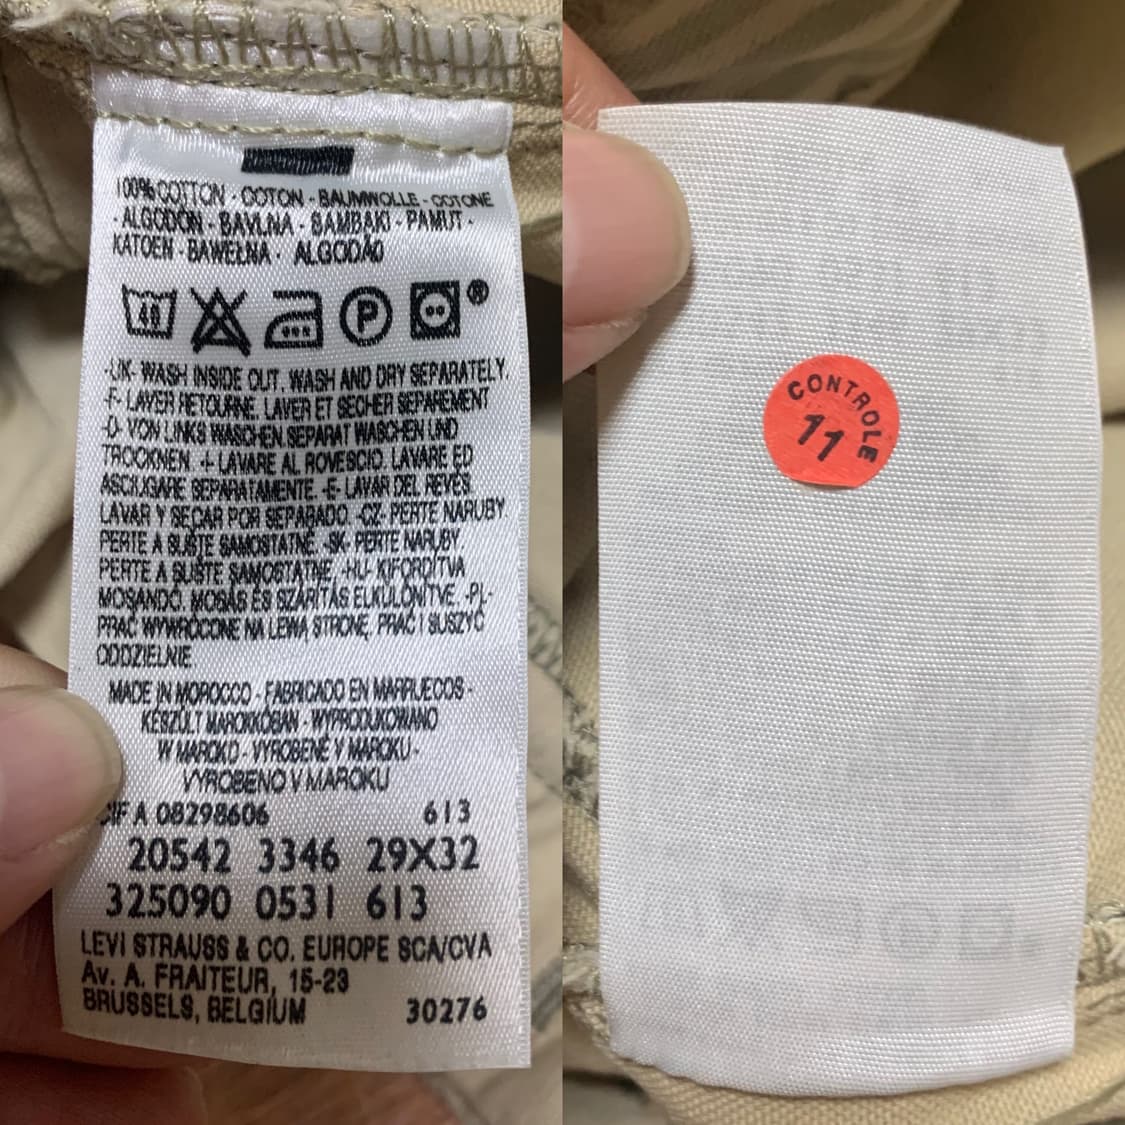 100% COTTON - COTON - BAUMWOLLE - COTONE
- ALGODÓN - BAVLNA - BAMBAKI - PAMUT -
KATOEN - BAWEŁNA - ALGODÃO
40 P ®
-UK- WASH INSIDE OUT. WASH AND DRY SEPARATELY.
-F- LAVER RETOURNE. LAVER ET SECHER SEPAREMENT
-D- VON LINKS WASCHEN. SEPARAT WASCHEN UND
TROCKNEN. -I- LAVARE AL ROVESCIO. LAVARE ED
ASCIUGARE SEPARATAMENTE. -E- LAVAR DEL REVÉS.
LAVAR Y SECAR POR SEPARADO. -CZ- PERTE NARUBY.
PERTE A SUŠTE SAMOSTATNĚ. -SK- PERTE NARUBY.
PERTE A SUŠTE SAMOSTATNE. -HU- KIFORDÍTVA
MOSANDÓ. MOSÁS ÉS SZÁRÍTÁS ELKÜLÖNÍTVE. -PL-
PRAĆ WYWRÓCONE NA LEWĄ STRONĘ. PRAĆ I SUSZYĆ
ODDZIELNIE
MADE IN MOROCCO - FABRICADO EN MARRUECOS -
KESZÜLT MAROKKÓBAN - WYPRODUKOWANO
W MAROKO - VYROBENÉ V MAROKU -
VYROBENO V MAROKU
CIF A 08298606 613
20542 3346 29X32
325090 0531 613
LEVI STRAUSS & CO. EUROPE SCA/CVA
Av. A. FRAITEUR, 15-23
BRUSSELS, BELGIUM 30276
CONTROLE
11